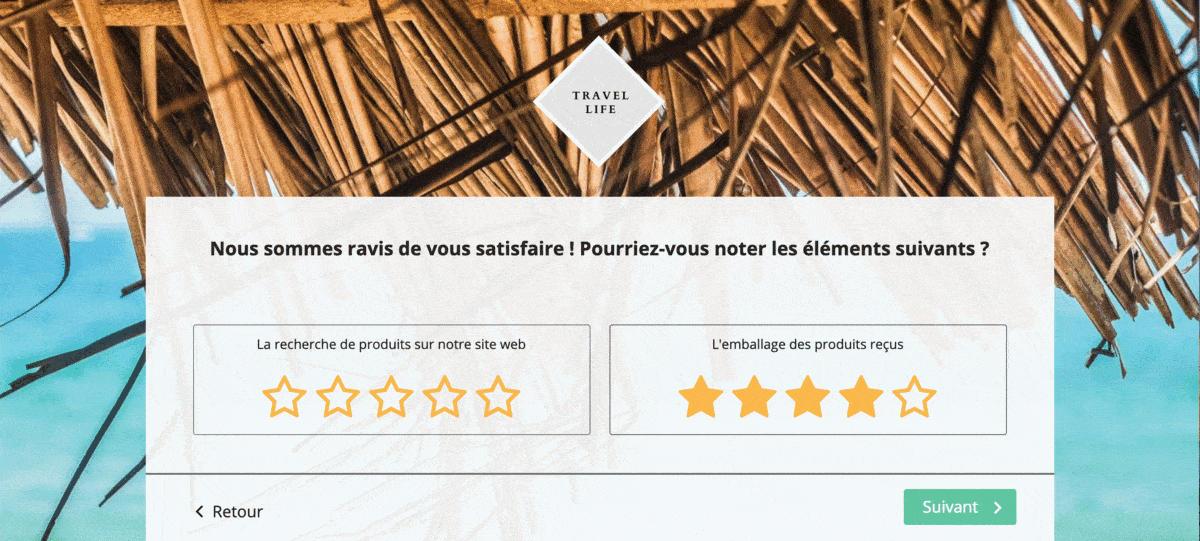 TRAVEL
LIFE
Nous sommes ravis de vous satisfaire ! Pourriez-vous noter les éléments suivants ?
La recherche de produits sur notre site web
L'emballage des produits reçus
Retour
Suivant